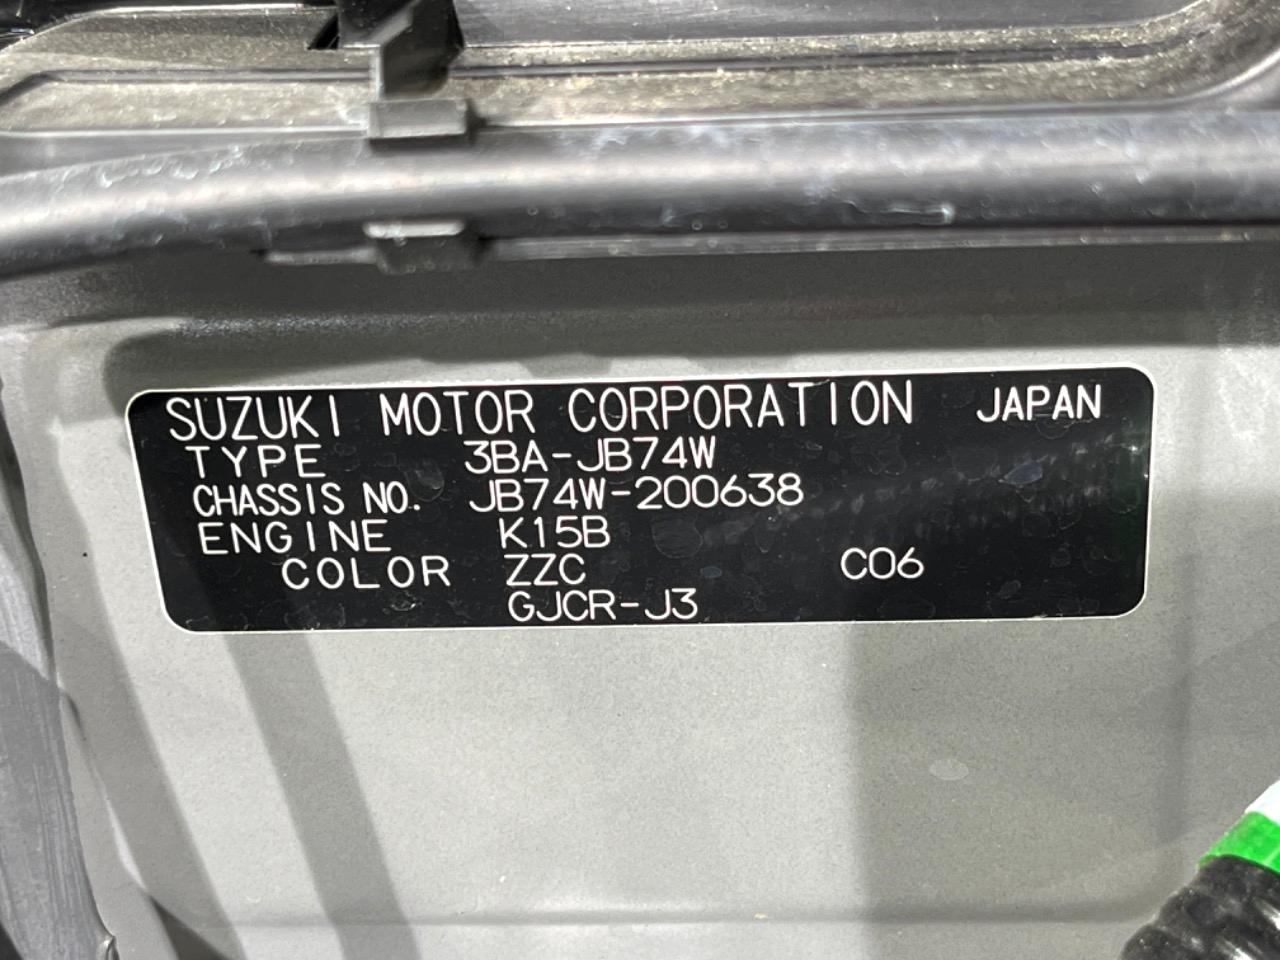 SUZUKI MOTOR CORPORATION JAPAN
TYPE 3BA-JB74W
CHASSIS NO. JB74W-200638
ENGINE K15B
COLOR ZZC C06
GJCR-J3